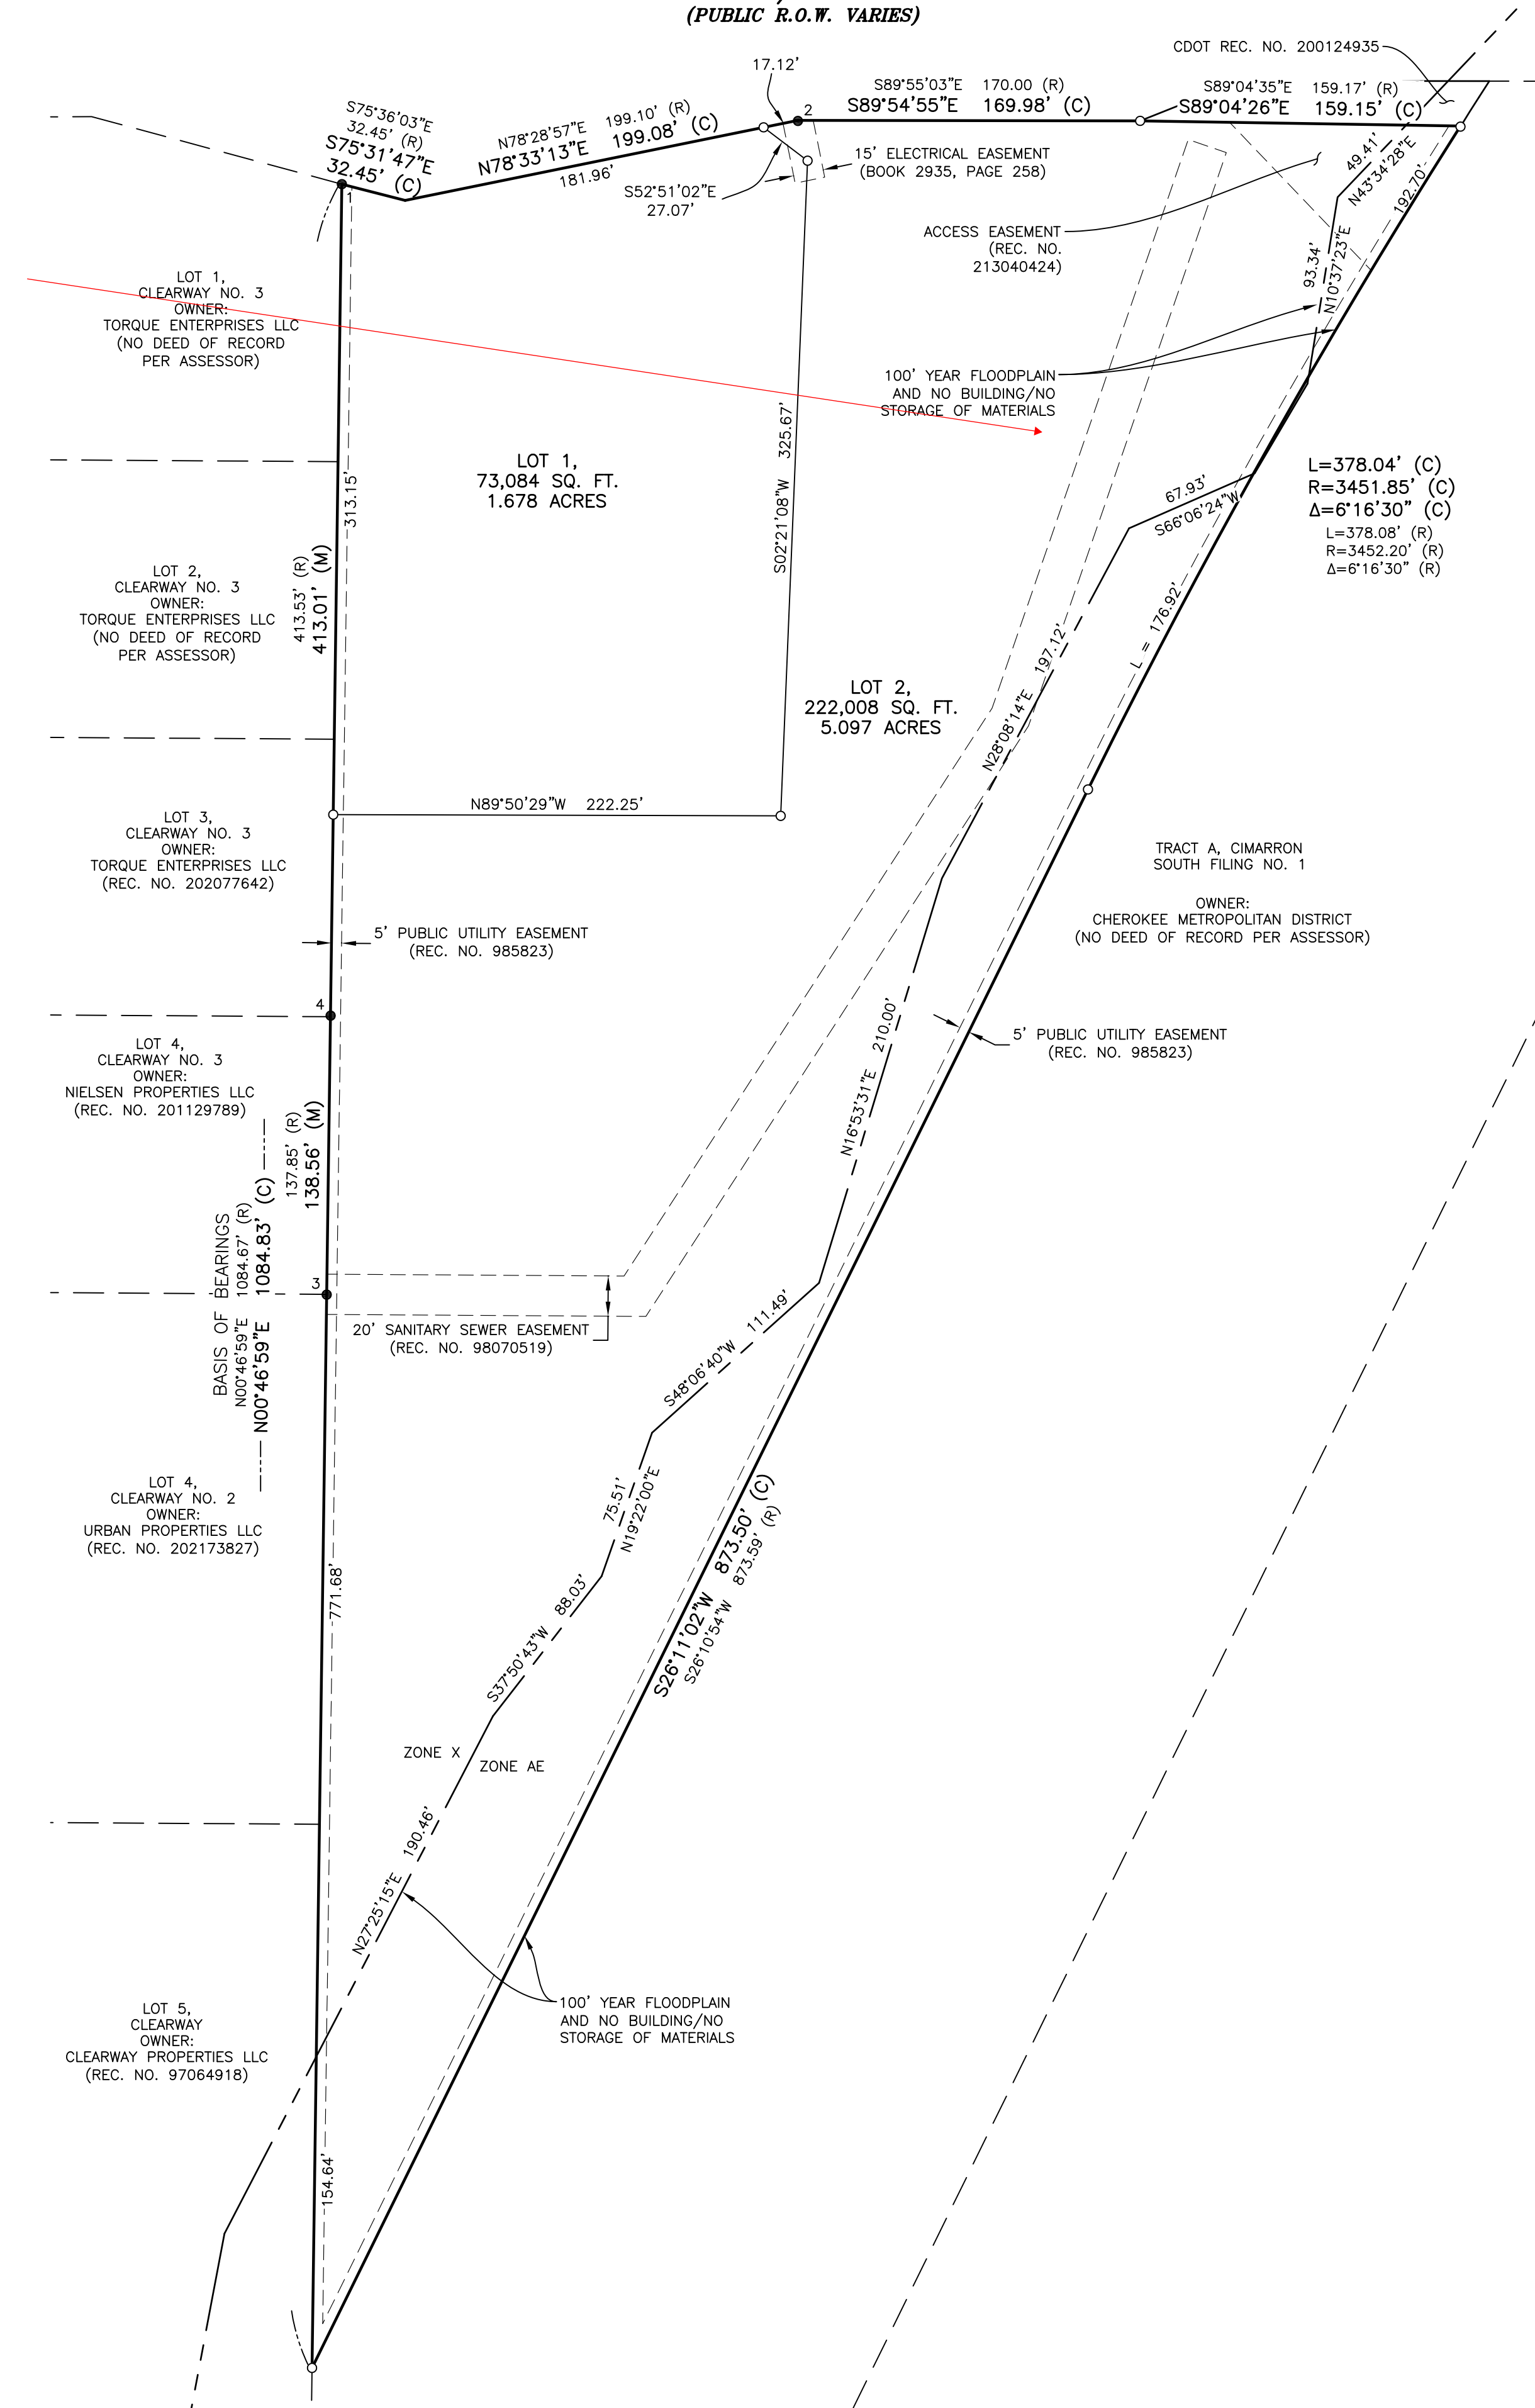 (PUBLIC R.O.W. VARIES)
CDOT REC. NO. 200124935
17.12'
S89°55'03"E 170.00 (R)
S89°54'55"E 169.98' (C)
S89°04'35"E 159.17' (R)
S89°04'26"E 159.15' (C)
S75°36'03"E
32.45' (R)
S75°31'47"E
32.45' (C)
N78°28'57"E 199.10' (R)
N78°33'13"E 199.08' (C)
181.96'
2
1
S52°51'02"E
27.07'
15' ELECTRICAL EASEMENT
(BOOK 2935, PAGE 258)
49.41'
N43°34'28"E
192.70'
ACCESS EASEMENT
(REC. NO.
213040424)
93.34'
N10°37'23"E
LOT 1,
CLEARWAY NO. 3
OWNER:
TORQUE ENTERPRISES LLC
(NO DEED OF RECORD
PER ASSESSOR)
100' YEAR FLOODPLAIN
AND NO BUILDING/NO
STORAGE OF MATERIALS
LOT 1,
73,084 SQ. FT.
1.678 ACRES
313.15'
S02°21'08"W 325.67'
67.93'
S66°06'24"W
L=378.04' (C)
R=3451.85' (C)
Δ=6°16'30" (C)
L=378.08' (R)
R=3452.20' (R)
Δ=6°16'30" (R)
LOT 2,
CLEARWAY NO. 3
OWNER:
TORQUE ENTERPRISES LLC
(NO DEED OF RECORD
PER ASSESSOR)
413.53' (R)
413.01' (M)
L = 176.92'
LOT 2,
222,008 SQ. FT.
5.097 ACRES
N28°08'14"E 197.12'
N89°50'29"W 222.25'
LOT 3,
CLEARWAY NO. 3
OWNER:
TORQUE ENTERPRISES LLC
(REC. NO. 202077642)
TRACT A, CIMARRON
SOUTH FILING NO. 1
OWNER:
CHEROKEE METROPOLITAN DISTRICT
(NO DEED OF RECORD PER ASSESSOR)
5' PUBLIC UTILITY EASEMENT
(REC. NO. 985823)
4
N16°53'31"E 210.00'
5' PUBLIC UTILITY EASEMENT
(REC. NO. 985823)
LOT 4,
CLEARWAY NO. 3
OWNER:
NIELSEN PROPERTIES LLC
(REC. NO. 201129789)
137.85' (R)
138.56' (M)
BASIS OF BEARINGS
N00°46'59"E 1084.67' (R)
N00°46'59"E 1084.83' (C)
3
20' SANITARY SEWER EASEMENT
(REC. NO. 98070519)
S48°06'40"W 111.49'
75.51'
N19°22'00"E
S26°11'02"W 873.50' (C)
S26°10'54"W 873.59' (R)
LOT 4,
CLEARWAY NO. 2
OWNER:
URBAN PROPERTIES LLC
(REC. NO. 202173827)
771.68'
S37°50'43"W 88.03'
ZONE X
ZONE AE
N27°25'15"E 190.46'
100' YEAR FLOODPLAIN
AND NO BUILDING/NO
STORAGE OF MATERIALS
LOT 5,
CLEARWAY
OWNER:
CLEARWAY PROPERTIES LLC
(REC. NO. 97064918)
154.64'